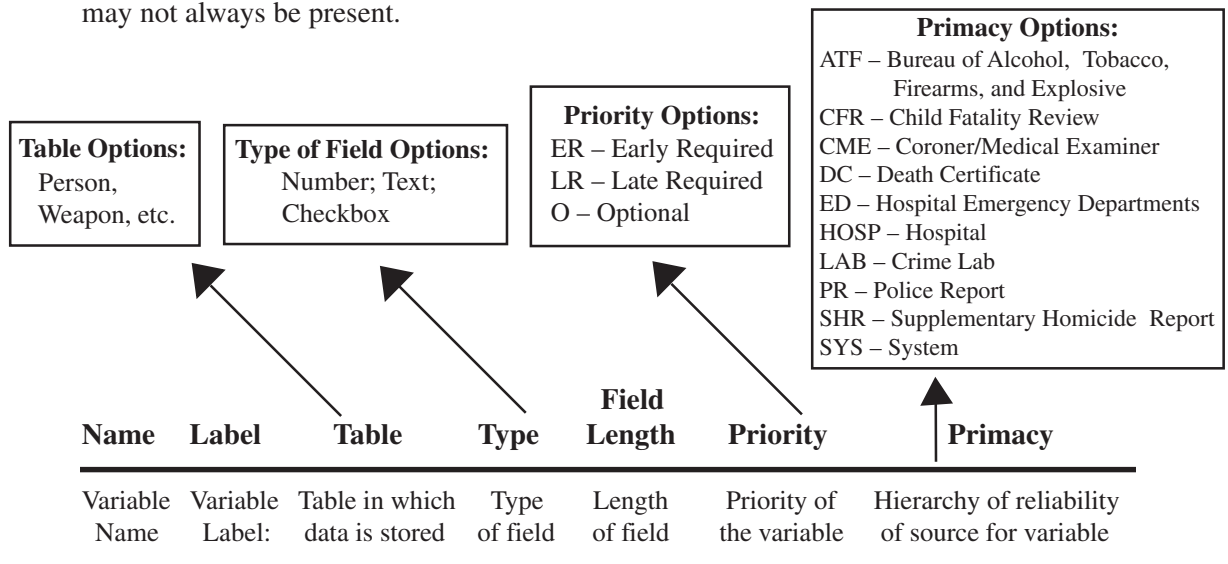 may not always be present.
Table Options:
Person,
Weapon, etc.
Type of Field Options:
Number; Text;
Checkbox
Priority Options:
ER – Early Required
LR – Late Required
O – Optional
Primacy Options:
ATF – Bureau of Alcohol, Tobacco,
Firearms, and Explosive
CFR – Child Fatality Review
CME – Coroner/Medical Examiner
DC – Death Certificate
ED – Hospital Emergency Departments
HOSP – Hospital
LAB – Crime Lab
PR – Police Report
SHR – Supplementary Homicide Report
SYS – System
Name Label Table Type Field Length Priority Primacy
Variable Variable Table in which Type Length Priority of Hierarchy of reliability
Name Label: data is stored of field of field the variable of source for variable